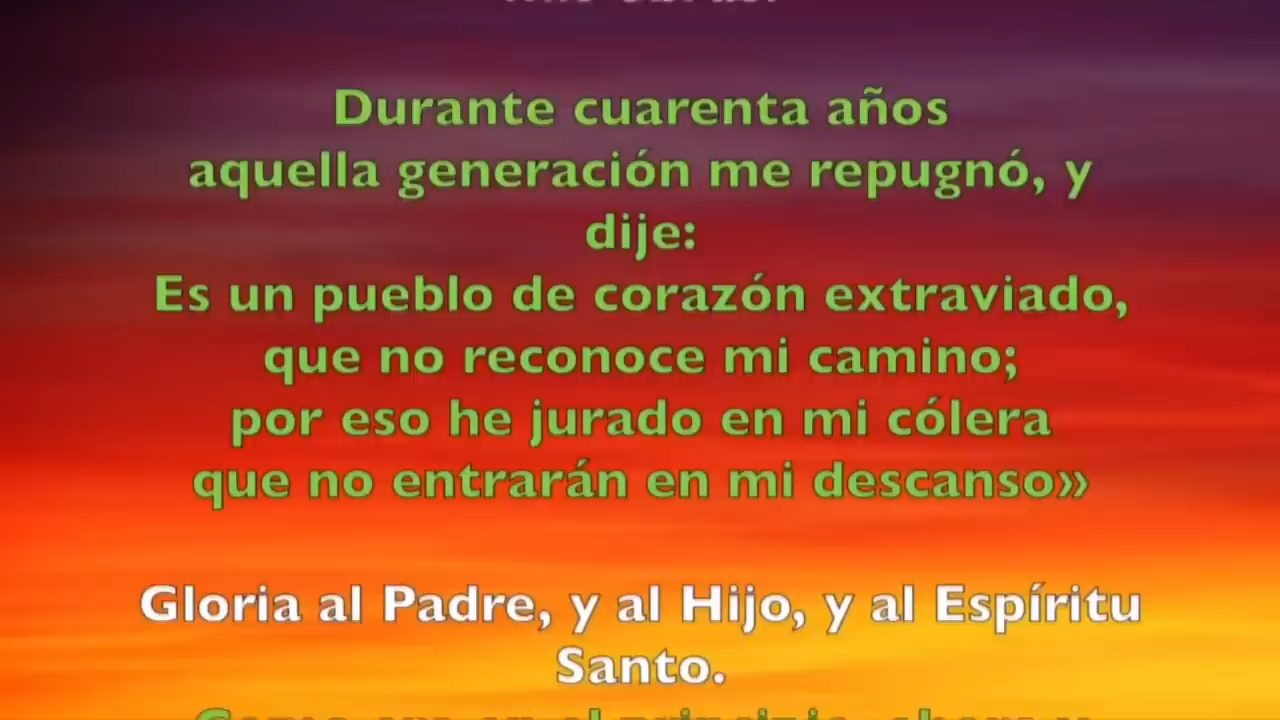 Durante cuarenta años
aquella generación me repugnó, y
dije:
Es un pueblo de corazón extraviado,
que no reconoce mi camino;
por eso he jurado en mi cólera
que no entrarán en mi descanso»
Gloria al Padre, y al Hijo, y al Espíritu
Santo.